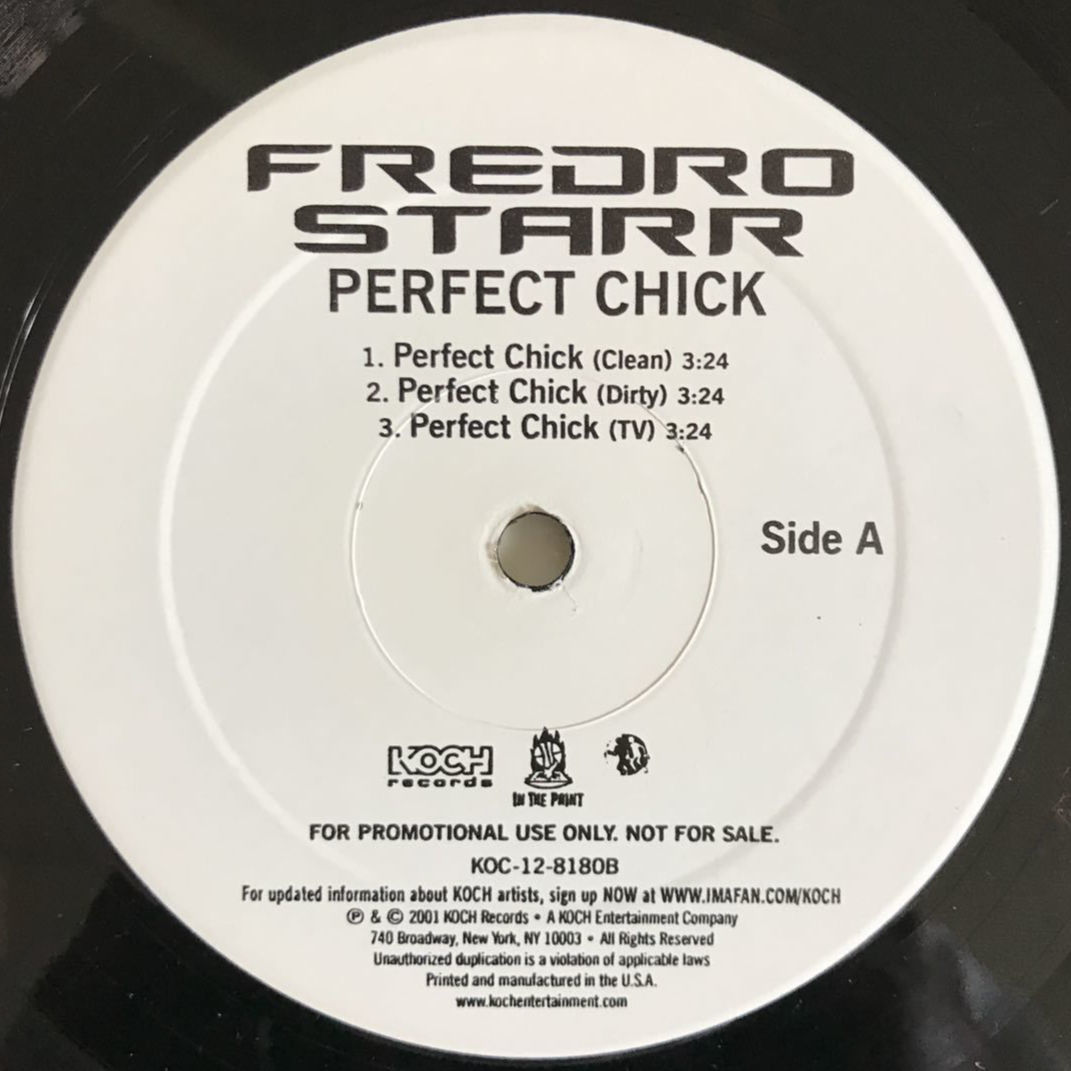 FREDRO
STARR
PERFECT CHICK
1. Perfect Chick (Clean) 3:24
2. Perfect Chick (Dirty) 3:24
3. Perfect Chick (TV) 3:24
Side A
KOCH
records
IN THE PAINT
FOR PROMOTIONAL USE ONLY. NOT FOR SALE.
KOC-12-8180B
For updated information about KOCH artists, sign up NOW at WWW.IMAFAN.COM/KOCH
℗ & © 2001 KOCH Records • A KOCH Entertainment Company
740 Broadway, New York, NY 10003 • All Rights Reserved
Unauthorized duplication is a violation of applicable laws
Printed and manufactured in the U.S.A.
www.kochentertainment.com